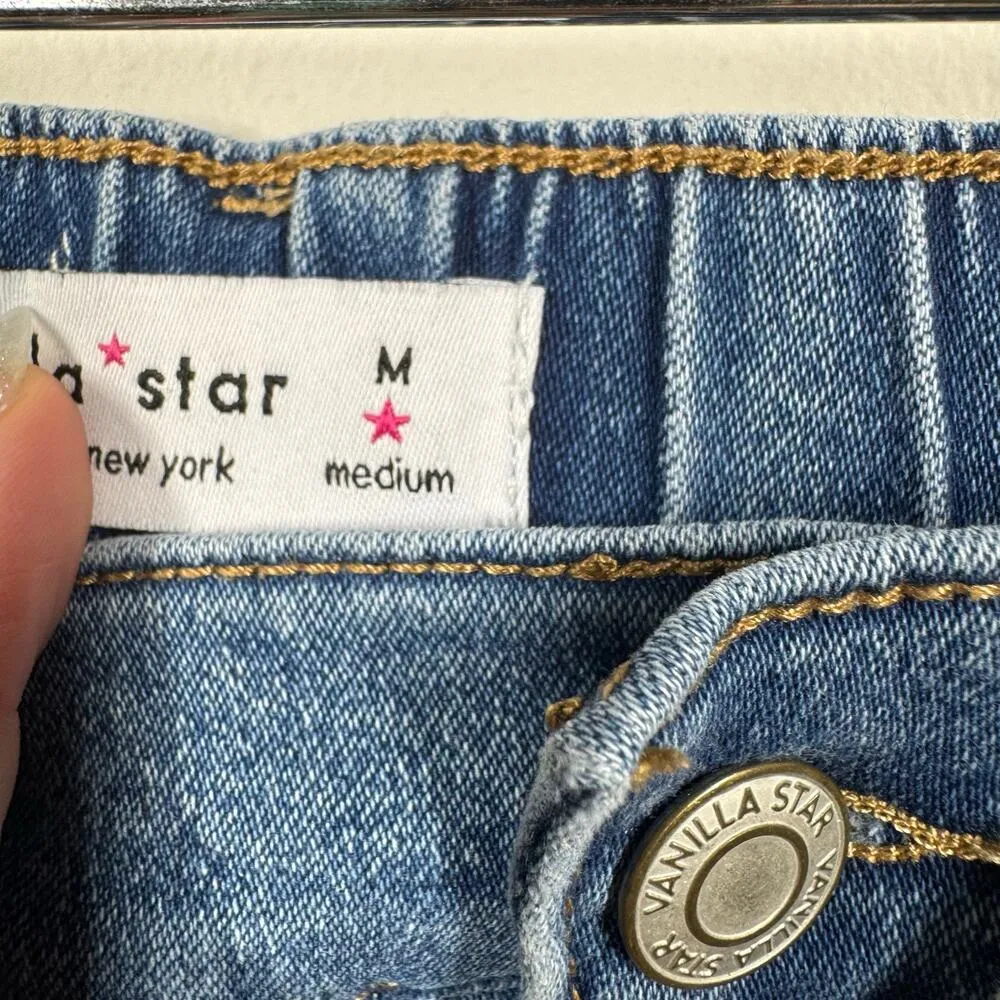 la star
new york
M
medium
VANILLA STAR VANILLA STAR